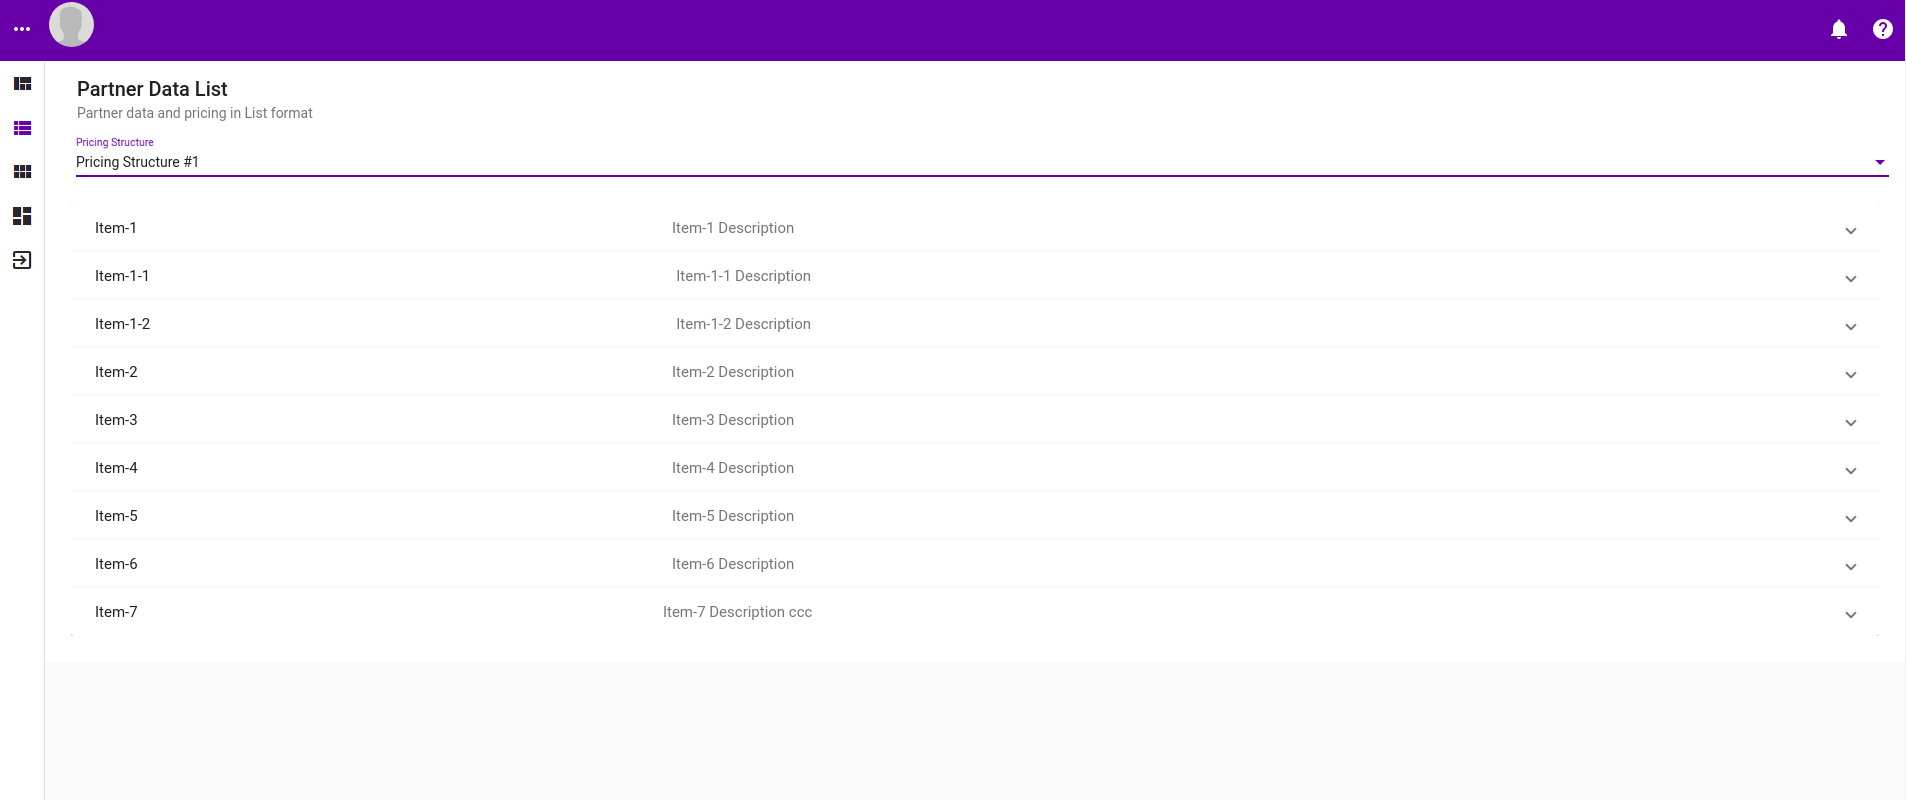 Partner Data List
Partner data and pricing in List format
Pricing Structure
Pricing Structure #1
Item-1 Item-1 Description
Item-1-1 Item-1-1 Description
Item-1-2 Item-1-2 Description
Item-2 Item-2 Description
Item-3 Item-3 Description
Item-4 Item-4 Description
Item-5 Item-5 Description
Item-6 Item-6 Description
Item-7 Item-7 Description ccc